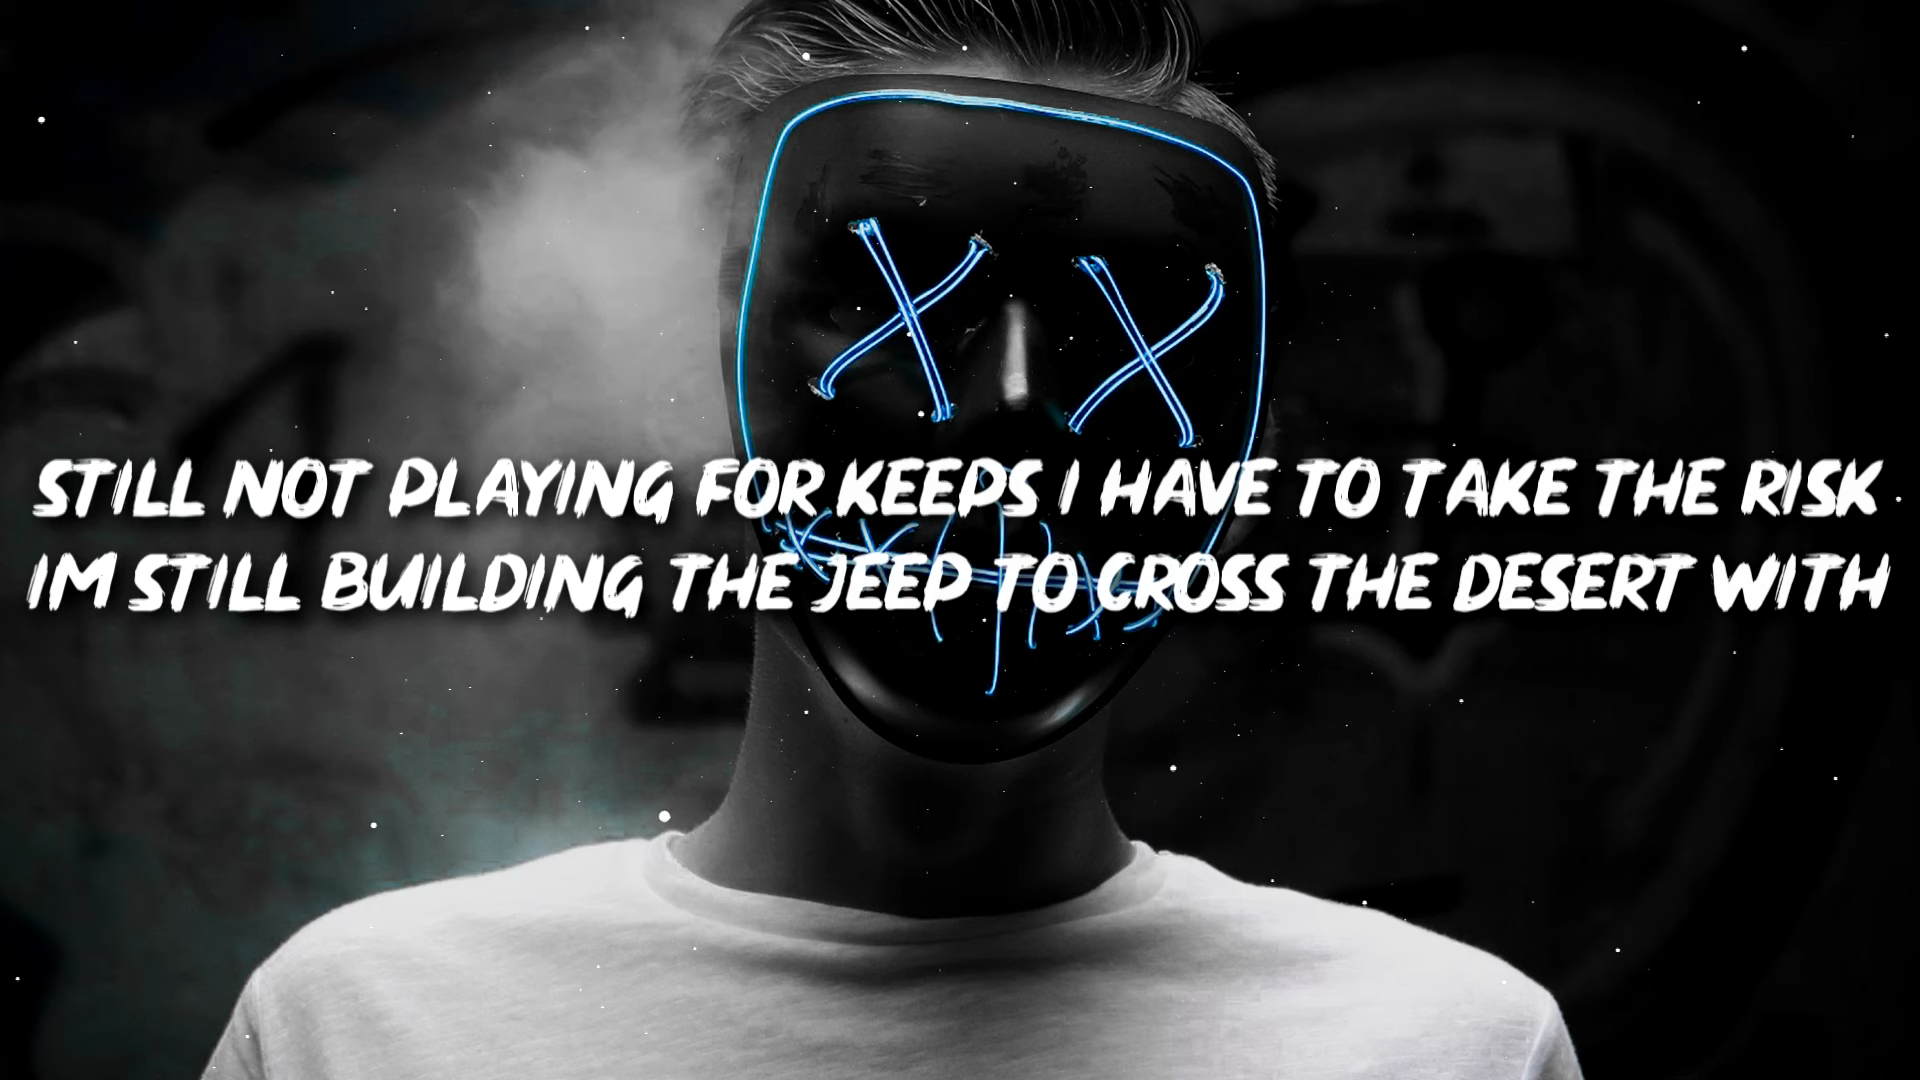 STILL NOT PLAYING FOR KEEPS I HAVE TO TAKE THE RISK
IM STILL BUILDING THE JEEP TO CROSS THE DESERT WITH